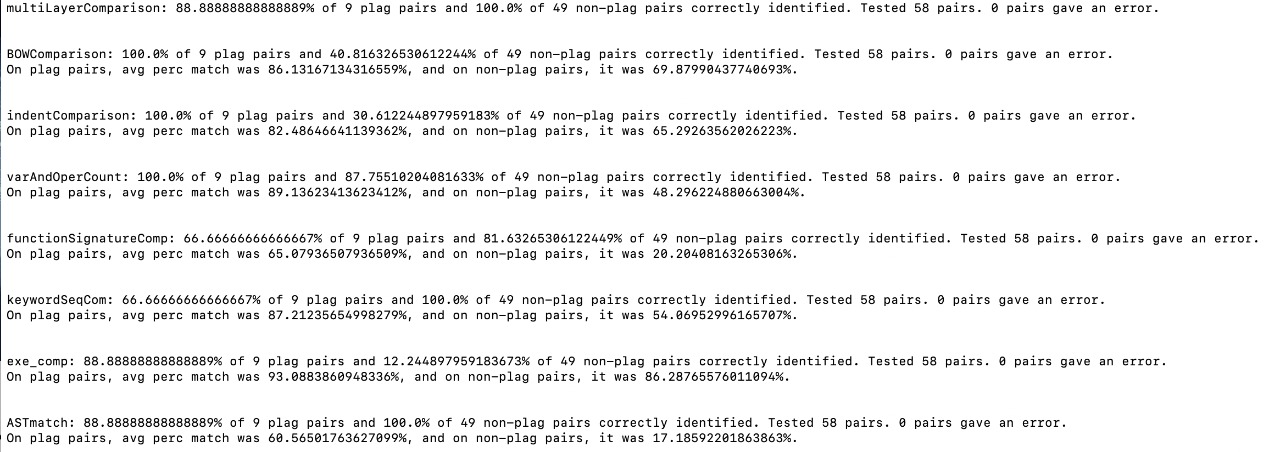 multiLayerComparison: 88.88888888888889% of 9 plag pairs and 100.0% of 49 non-plag pairs correctly identified. Tested 58 pairs. 0 pairs gave an error.
BOWComparison: 100.0% of 9 plag pairs and 40.816326530612244% of 49 non-plag pairs correctly identified. Tested 58 pairs. 0 pairs gave an error.
On plag pairs, avg perc match was 86.13167134316559%, and on non-plag pairs, it was 69.87990437740693%.
indentComparison: 100.0% of 9 plag pairs and 30.612244897959183% of 49 non-plag pairs correctly identified. Tested 58 pairs. 0 pairs gave an error.
On plag pairs, avg perc match was 82.48646641139362%, and on non-plag pairs, it was 65.29263562026223%.
varAndOperCount: 100.0% of 9 plag pairs and 87.75510204081633% of 49 non-plag pairs correctly identified. Tested 58 pairs. 0 pairs gave an error.
On plag pairs, avg perc match was 89.13623413623412%, and on non-plag pairs, it was 48.296224880663004%.
functionSignatureComp: 66.66666666666667% of 9 plag pairs and 81.63265306122449% of 49 non-plag pairs correctly identified. Tested 58 pairs. 0 pairs gave an error.
On plag pairs, avg perc match was 65.07936507936509%, and on non-plag pairs, it was 20.20408163265306%.
keywordSeqCom: 66.66666666666667% of 9 plag pairs and 100.0% of 49 non-plag pairs correctly identified. Tested 58 pairs. 0 pairs gave an error.
On plag pairs, avg perc match was 87.21235654998279%, and on non-plag pairs, it was 54.06952996165707%.
exe_comp: 88.88888888888889% of 9 plag pairs and 12.244897959183673% of 49 non-plag pairs correctly identified. Tested 58 pairs. 0 pairs gave an error.
On plag pairs, avg perc match was 93.0883860948336%, and on non-plag pairs, it was 86.28765576011094%.
ASTmatch: 88.88888888888889% of 9 plag pairs and 100.0% of 49 non-plag pairs correctly identified. Tested 58 pairs. 0 pairs gave an error.
On plag pairs, avg perc match was 60.56501763627099%, and on non-plag pairs, it was 17.18592201863863%.